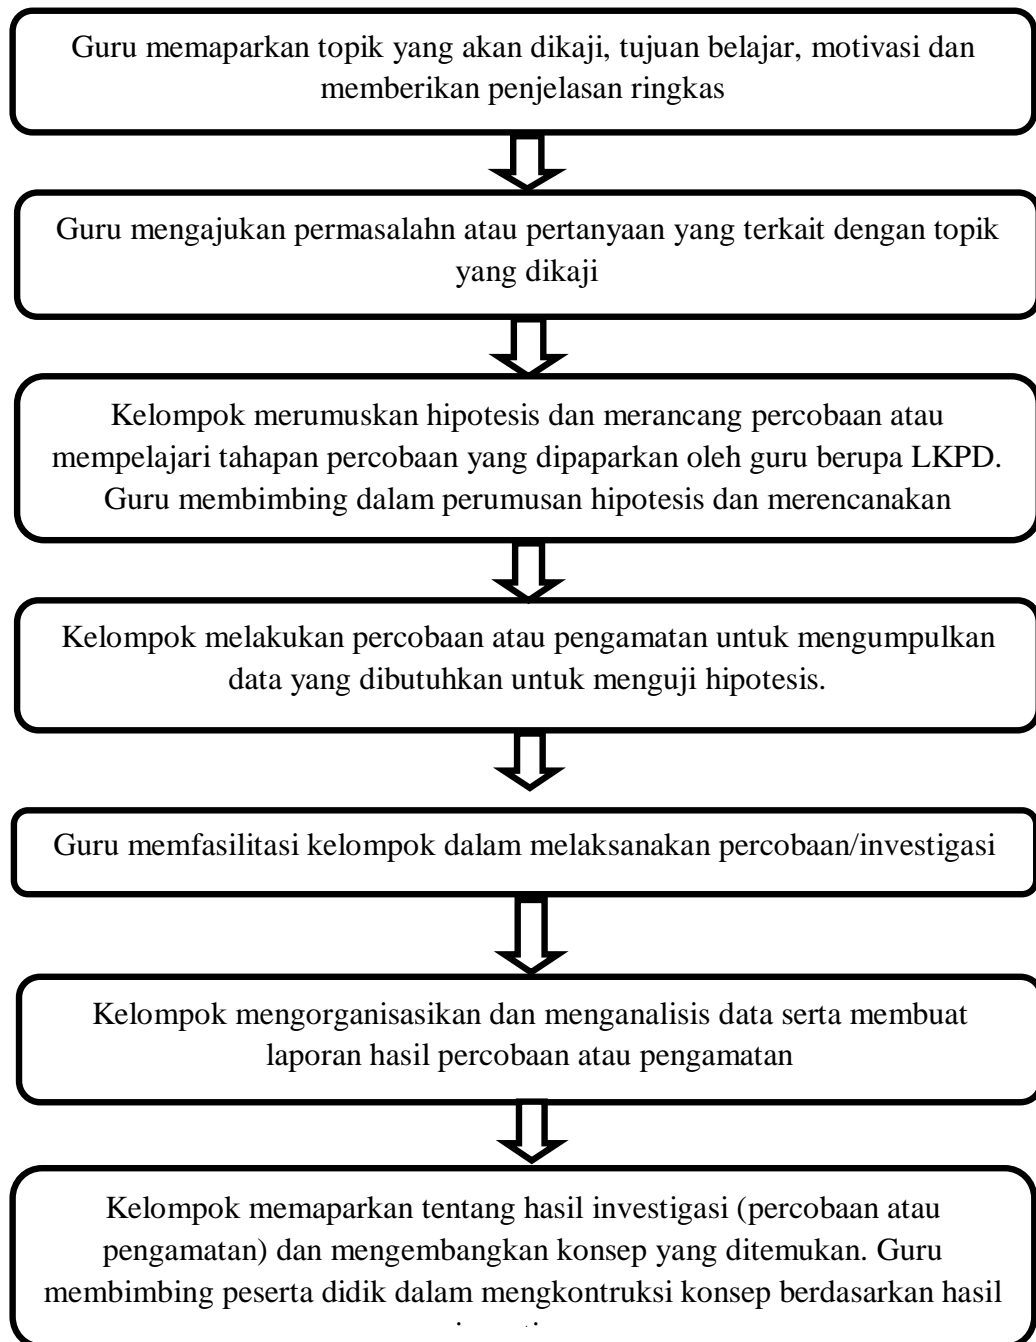 Guru memaparkan topik yang akan dikaji, tujuan belajar, motivasi dan
memberikan penjelasan ringkas
Guru mengajukan permasalahn atau pertanyaan yang terkait dengan topik
yang dikaji
Kelompok merumuskan hipotesis dan merancang percobaan atau
mempelajari tahapan percobaan yang dipaparkan oleh guru berupa LKPD.
Guru membimbing dalam perumusan hipotesis dan merencanakan
Kelompok melakukan percobaan atau pengamatan untuk mengumpulkan
data yang dibutuhkan untuk menguji hipotesis.
Guru memfasilitasi kelompok dalam melaksanakan percobaan/investigasi
Kelompok mengorganisasikan dan menganalisis data serta membuat
laporan hasil percobaan atau pengamatan
Kelompok memaparkan tentang hasil investigasi (percobaan atau
pengamatan) dan mengembangkan konsep yang ditemukan. Guru
membimbing peserta didik dalam mengkontruksi konsep berdasarkan hasil